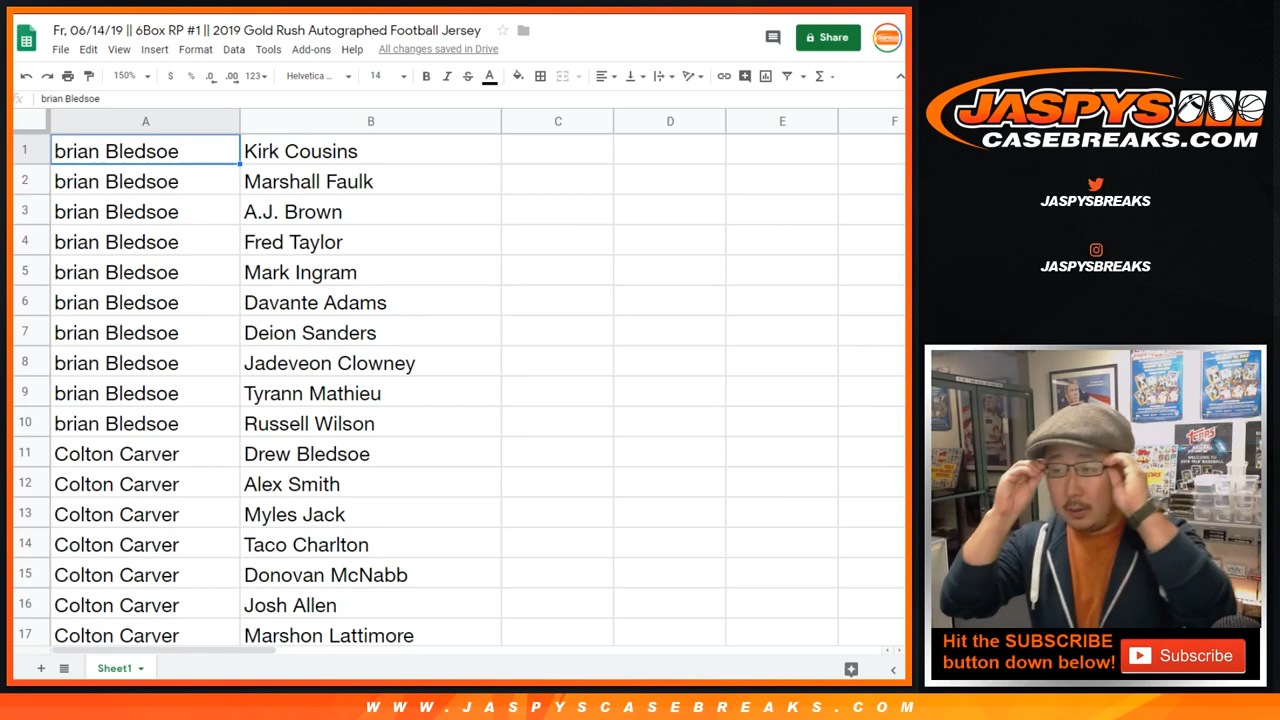 Fr, 06/14/19 || 6Box RP #1 || 2019 Gold Rush Autographed Football Jersey
File Edit View Insert Format Data Tools Add-ons Help All changes saved in Drive
Share
150% $ % .0 .00 123 Helvetica ... 14 B I S A
fx brian Bledsoe
A B C D E F
1 brian Bledsoe Kirk Cousins
2 brian Bledsoe Marshall Faulk
3 brian Bledsoe A.J. Brown
4 brian Bledsoe Fred Taylor
5 brian Bledsoe Mark Ingram
6 brian Bledsoe Davante Adams
7 brian Bledsoe Deion Sanders
8 brian Bledsoe Jadeveon Clowney
9 brian Bledsoe Tyrann Mathieu
10 brian Bledsoe Russell Wilson
11 Colton Carver Drew Bledsoe
12 Colton Carver Alex Smith
13 Colton Carver Myles Jack
14 Colton Carver Taco Charlton
15 Colton Carver Donovan McNabb
16 Colton Carver Josh Allen
17 Colton Carver Marshon Lattimore
Sheet1
JASPYS
CASEBREAKS.COM
JASPYSBREAKS
JASPYSBREAKS
Topps
Hit the SUBSCRIBE
button down below!
Subscribe
WWW.JASPYSCASEBREAKS.COM